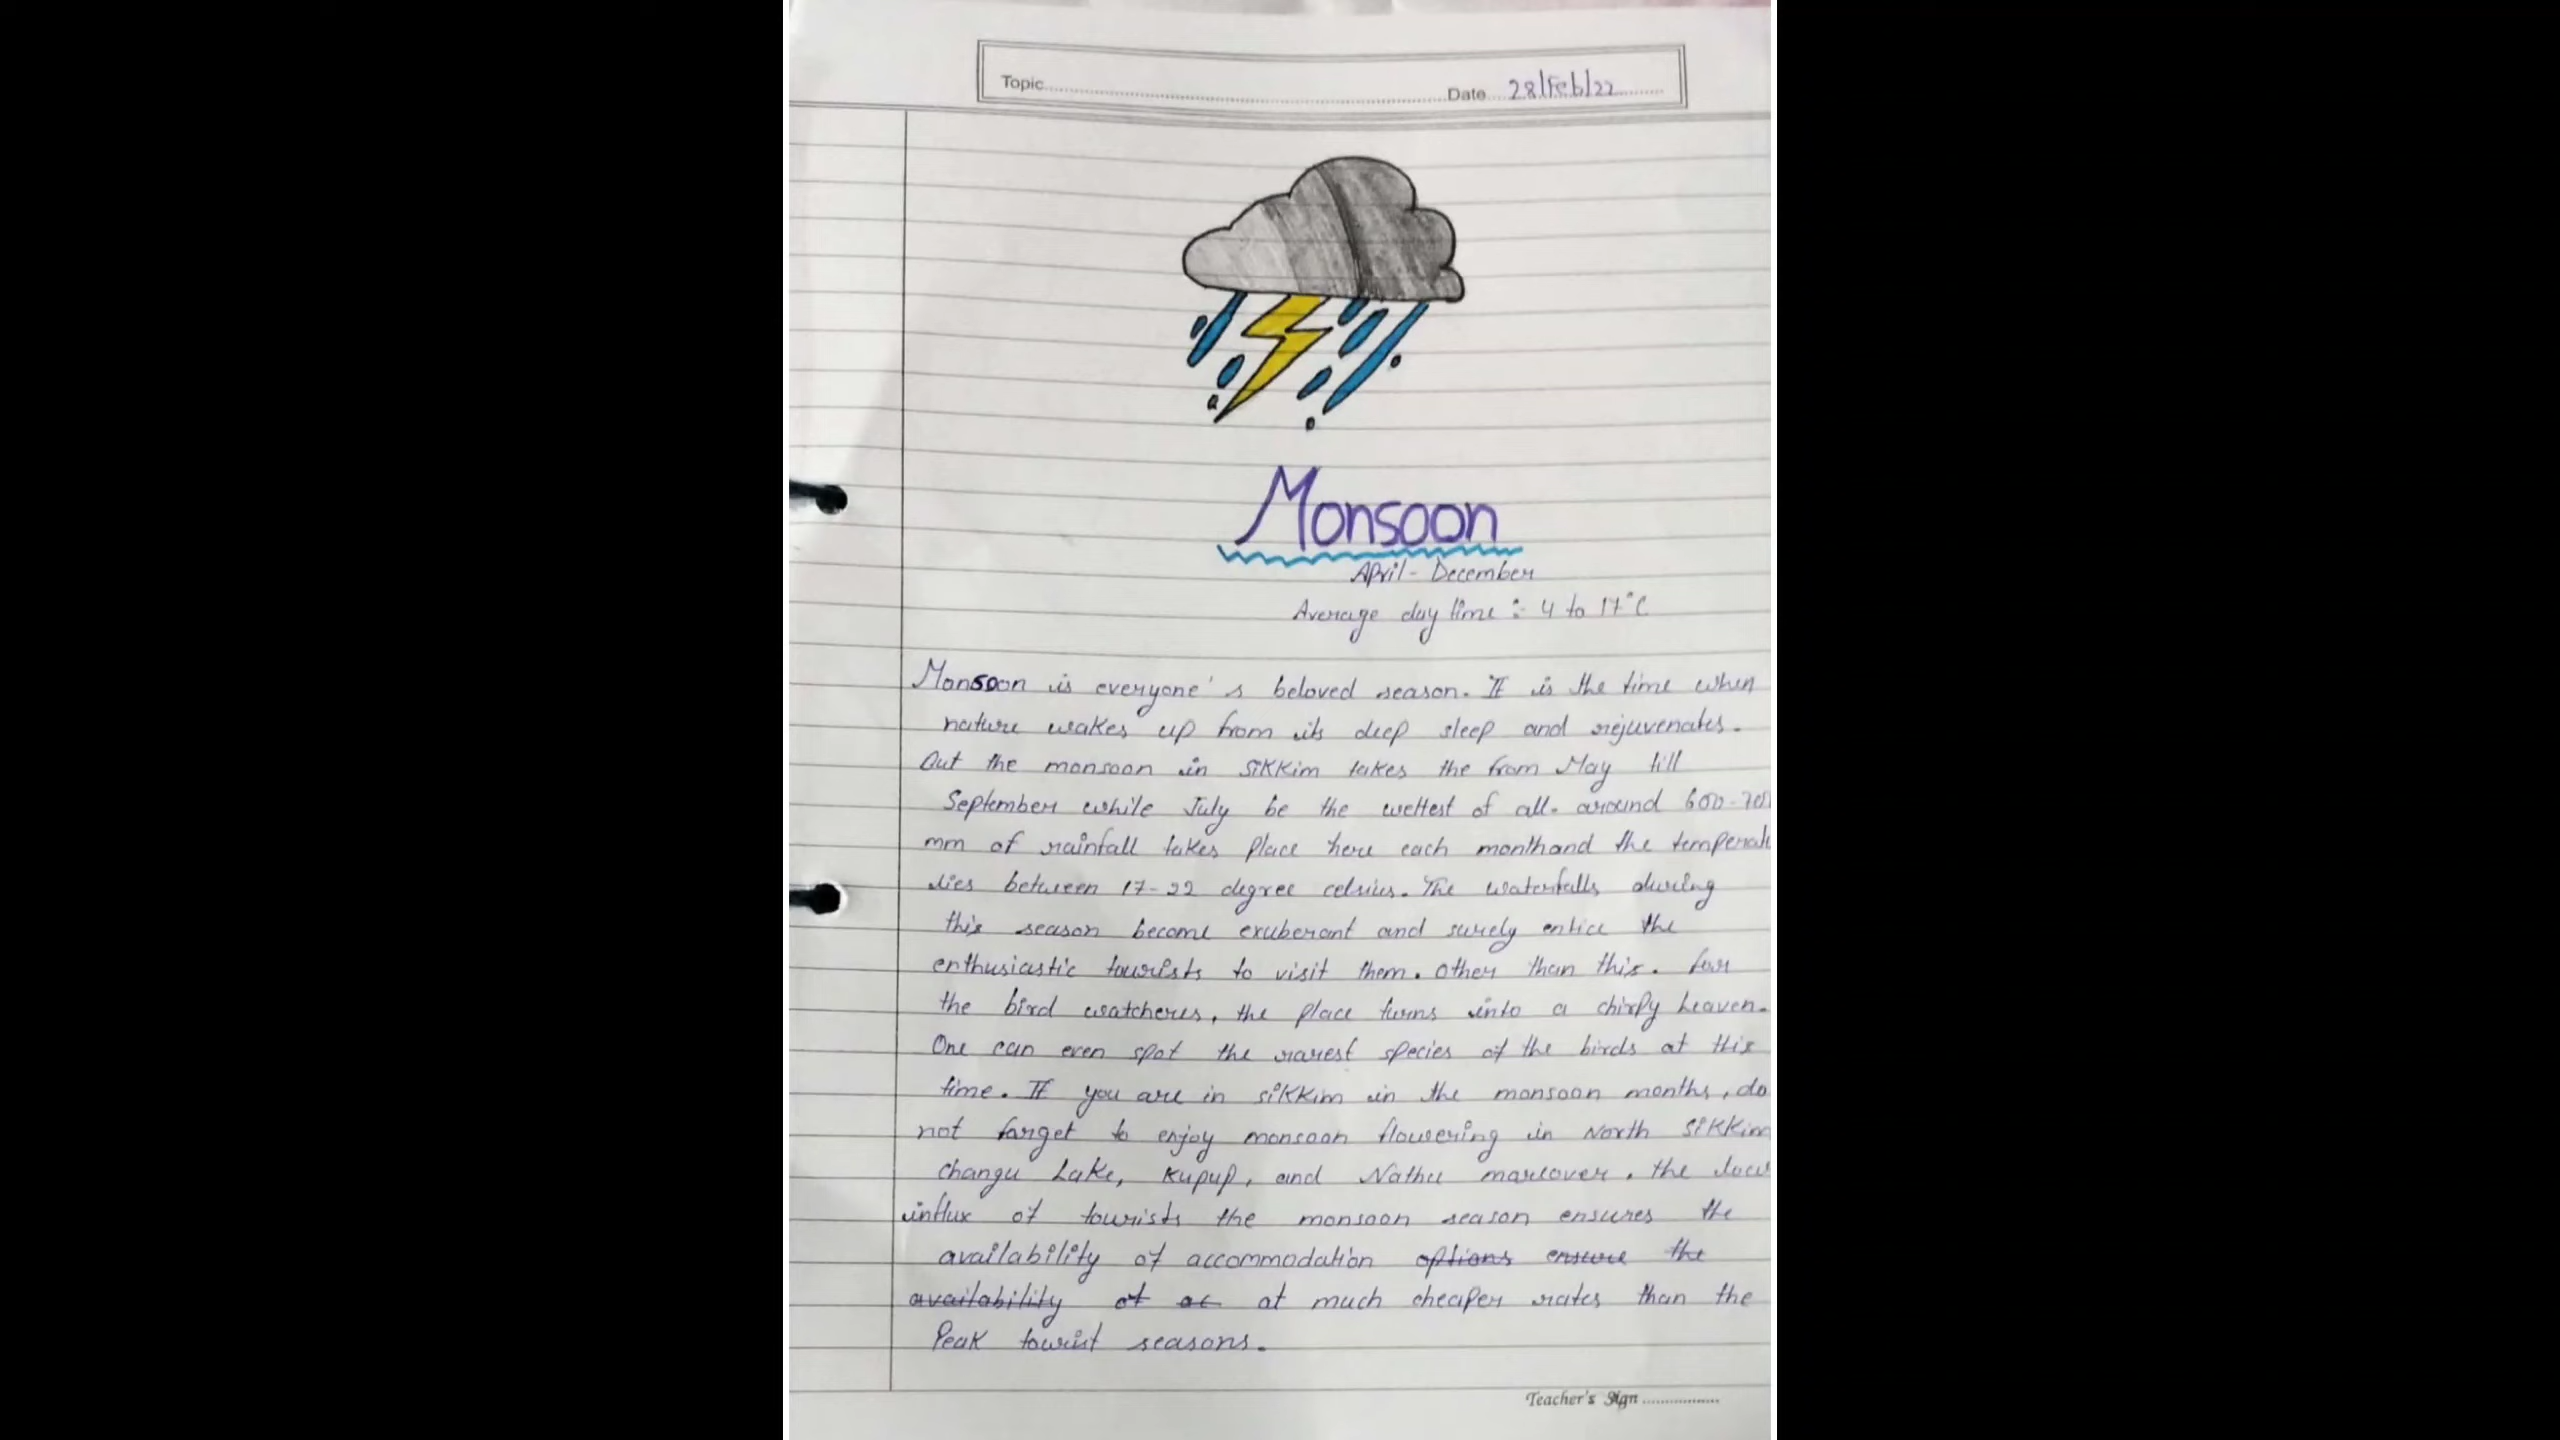 Topic
Date 28/Feb/22
Monsoon
April - December
Average day time :- 4 to 17°C
Monsoon is everyone's beloved season. It is the time when
nature wakes up from its deep sleep and rejuvenates.
Out the monsoon in sikkim takes the from May till
September while July be the wettest of all. around 600-700
mm of rainfall takes place here each monthand the
lies between 17-22 degree celsius. The waterfalls during
this season become exuberant and surely entice the
enthusiastic tourists to visit them. other than this. for
the bird watcheres, the place turns into a chirpy heaven.
One can even spot the rarest species of the birds at this
time. If you are in sikkim in the monsoon months, do
not forget to enjoy monsoon flowering in North Sikkim
changu Lake, Kupup, and Nathu moreover. the
influx of tourists the monsoon season ensures the
availability of accommodation options ensure the
availability of ac at much cheaper rates than the
Peak tourist seasons.
Teacher's Sign